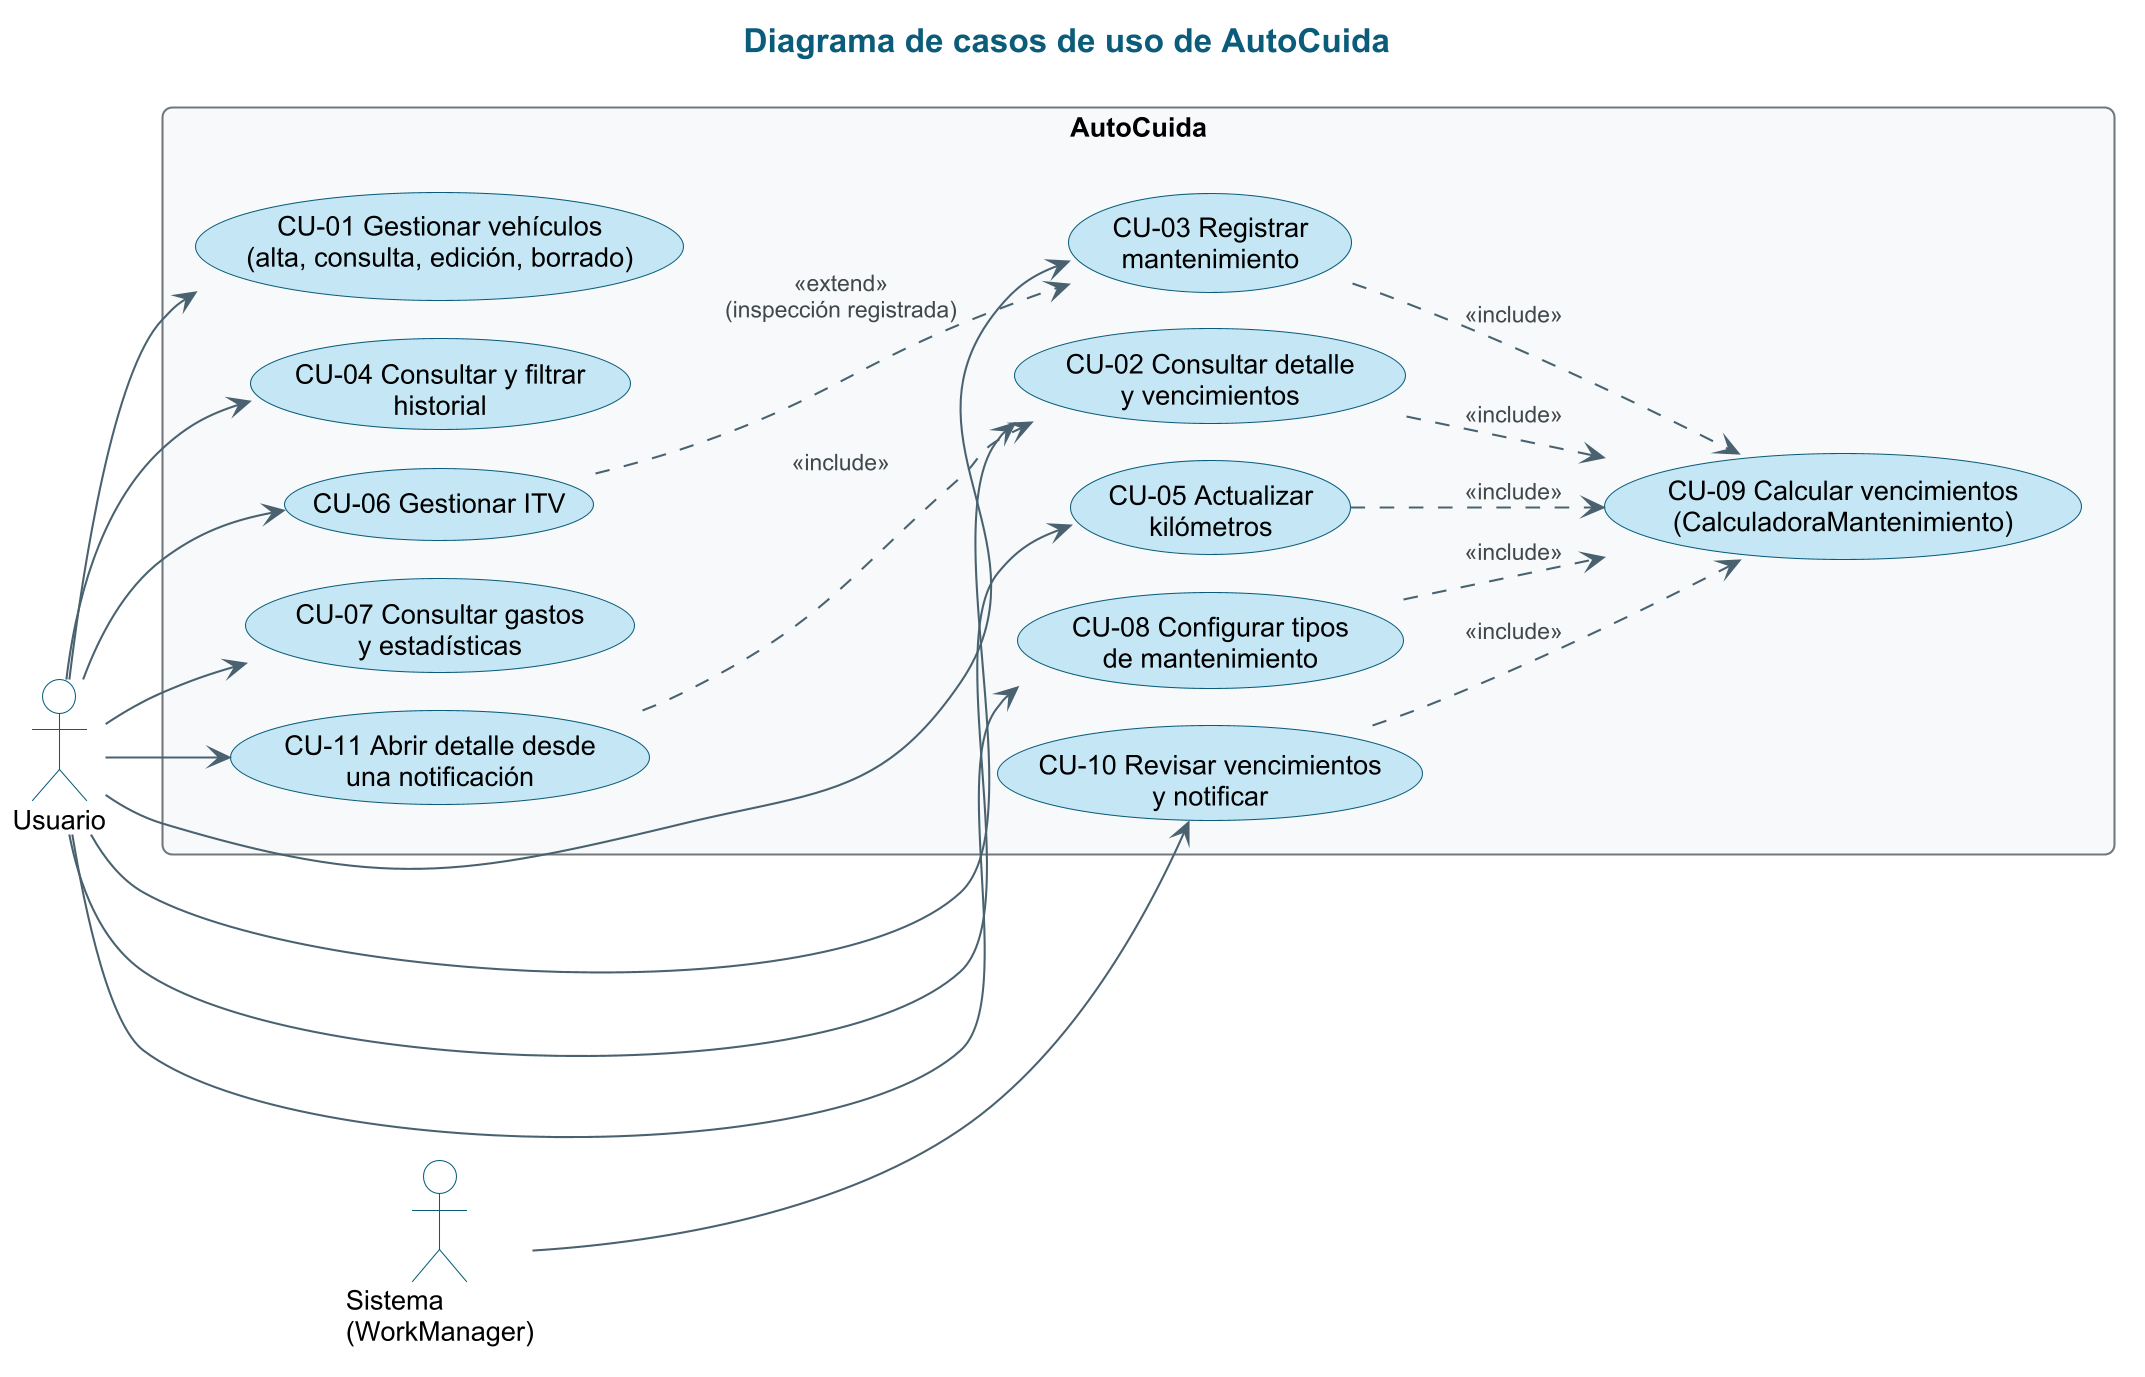 Diagrama de casos de uso de AutoCuida
AutoCuida
CU-01 Gestionar vehículos
(alta, consulta, edición, borrado)
CU-04 Consultar y filtrar
historial
CU-06 Gestionar ITV
CU-07 Consultar gastos
y estadísticas
CU-11 Abrir detalle desde
una notificación
«extend»
(inspección registrada)
«include»
CU-03 Registrar
mantenimiento
CU-02 Consultar detalle
y vencimientos
CU-05 Actualizar
kilómetros
CU-08 Configurar tipos
de mantenimiento
CU-10 Revisar vencimientos
y notificar
«include»
«include»
«include»
«include»
«include»
CU-09 Calcular vencimientos
(CalculadoraMantenimiento)
Usuario
Sistema
(WorkManager)